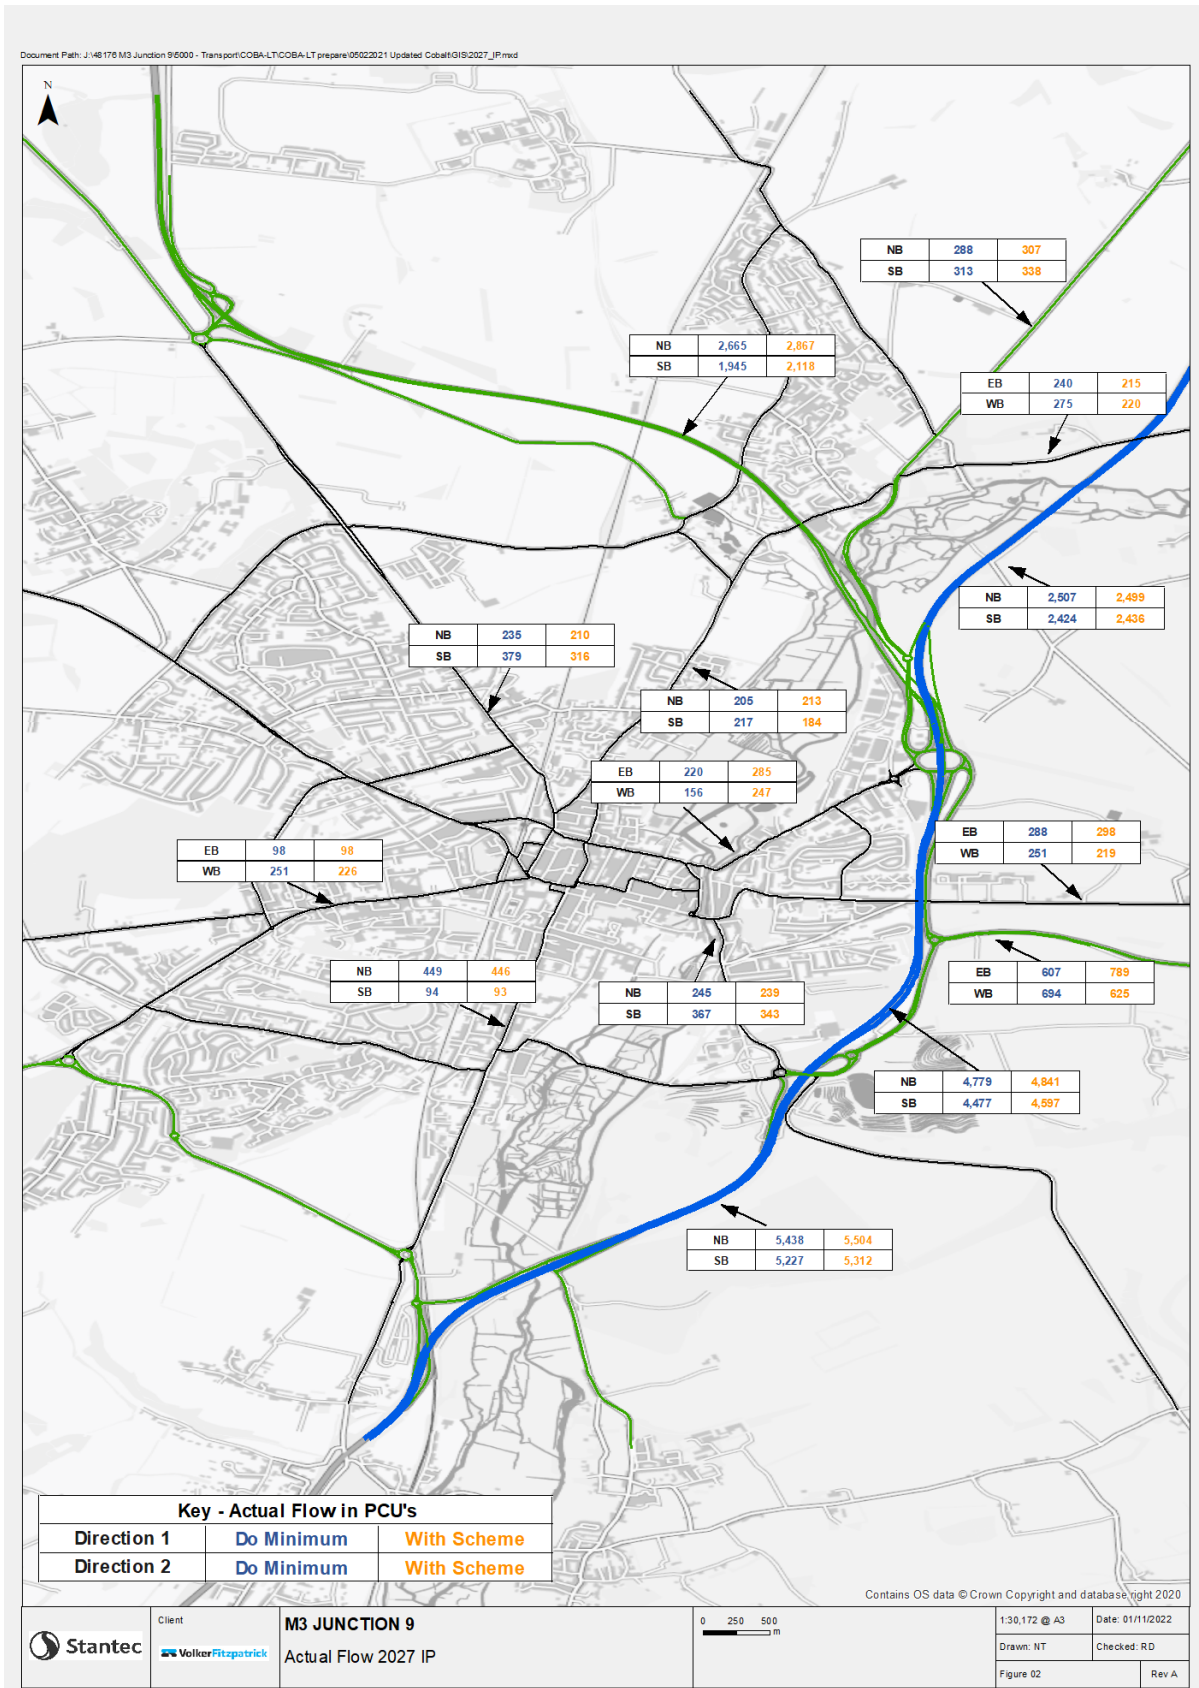 Document Path: J:\48176 M3 Junction 9\5000 - Transport\COBA-LT\COBA-LT prepare\05022021 Updated Cobalt\GIS\2027_IP.mxd
N
NB 288 307
SB 313 338
NB 2,665 2,867
SB 1,945 2,118
EB 240 215
WB 275 220
NB 2,507 2,499
SB 2,424 2,436
NB 235 210
SB 379 316
NB 205 213
SB 217 184
EB 220 285
WB 156 247
EB 288 298
WB 251 219
EB 98 98
WB 251 226
NB 449 446
SB 94 93
NB 245 239
SB 367 343
EB 607 789
WB 694 625
NB 4,779 4,841
SB 4,477 4,597
NB 5,438 5,504
SB 5,227 5,312
Key - Actual Flow in PCU's
Direction 1 Do Minimum With Scheme
Direction 2 Do Minimum With Scheme
Contains OS data © Crown Copyright and database right 2020
Stantec
Client
VolkerFitzpatrick
M3 JUNCTION 9
Actual Flow 2027 IP
0 250 500
m
1:30,172 @ A3 Date: 01/11/2022
Drawn: NT Checked: RD
Figure 02 Rev A